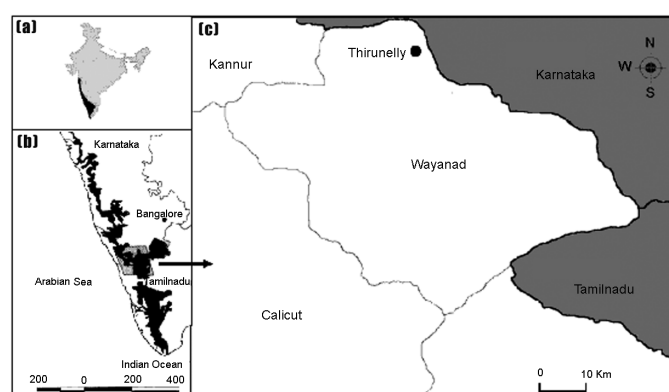 (a)
(b)
Karnataka
Bangalore
Arabian Sea
Tamilnadu
Indian Ocean
200 0 200 400
(c)
Thirunelly
Kannur
Karnataka
N
W
S
Wayanad
Tamilnadu
Calicut
0 10 Km